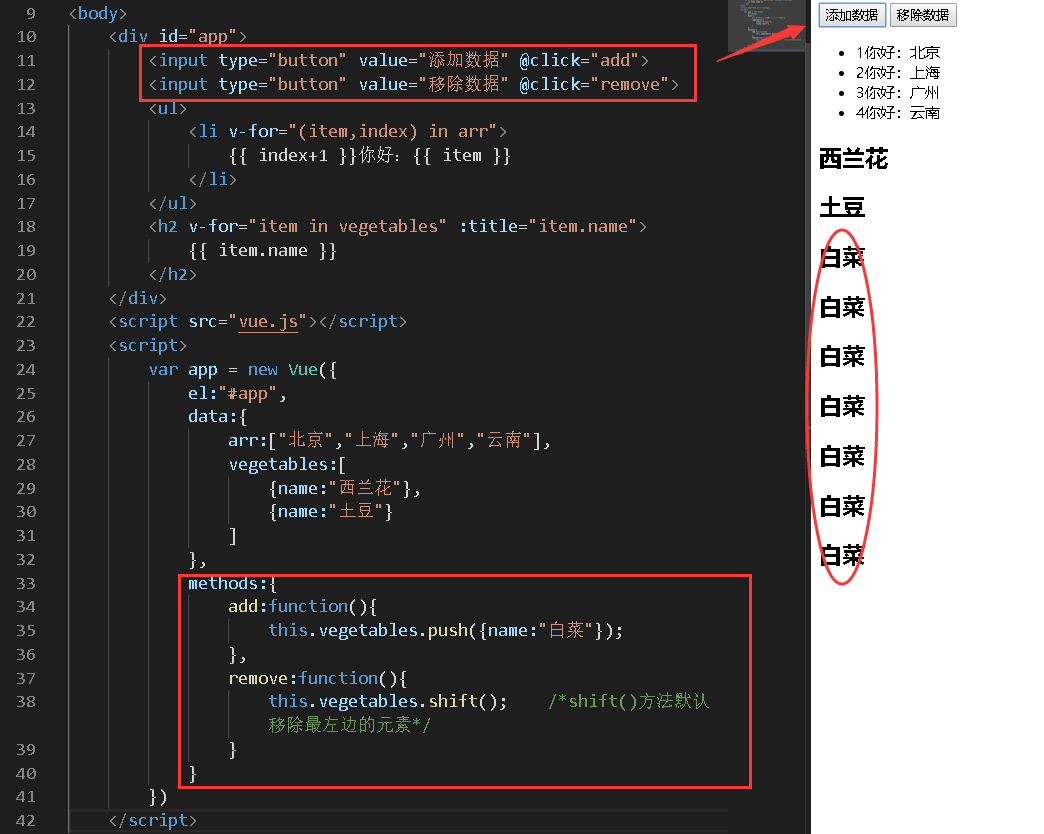 9 <body>
10 <div id="app">
11 <input type="button" value="添加数据" @click="add">
12 <input type="button" value="移除数据" @click="remove">
13 <ul>
14 <li v-for="(item,index) in arr">
15 {{ index+1 }}你好：{{ item }}
16 </li>
17 </ul>
18 <h2 v-for="item in vegetables" :title="item.name">
19 {{ item.name }}
20 </h2>
21 </div>
22 <script src="vue.js"></script>
23 <script>
24 var app = new Vue({
25 el:"#app",
26 data:{
27 arr:["北京","上海","广州","云南"],
28 vegetables:[
29 {name:"西兰花"},
30 {name:"土豆"}
31 ]
32 },
33 methods:{
34 add:function(){
35 this.vegetables.push({name:"白菜"});
36 },
37 remove:function(){
38 this.vegetables.shift(); /*shift()方法默认
移除最左边的元素*/
39 }
40 }
41 })
42 </script>
添加数据 移除数据
1你好：北京
2你好：上海
3你好：广州
4你好：云南
西兰花
土豆
白菜
白菜
白菜
白菜
白菜
白菜
白菜